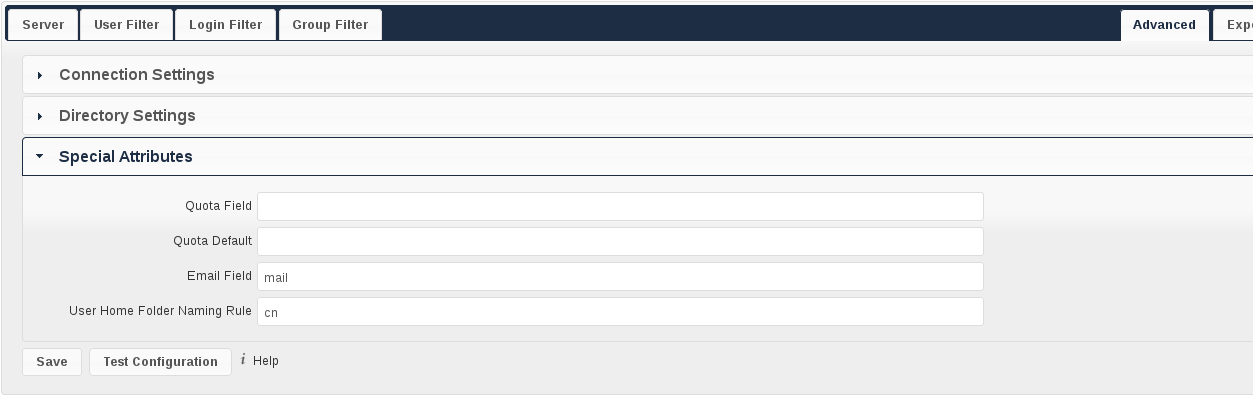 Server User Filter Login Filter Group Filter Advanced
Connection Settings
Directory Settings
Special Attributes
Quota Field
Quota Default
Email Field mail
User Home Folder Naming Rule cn
Save Test Configuration i Help